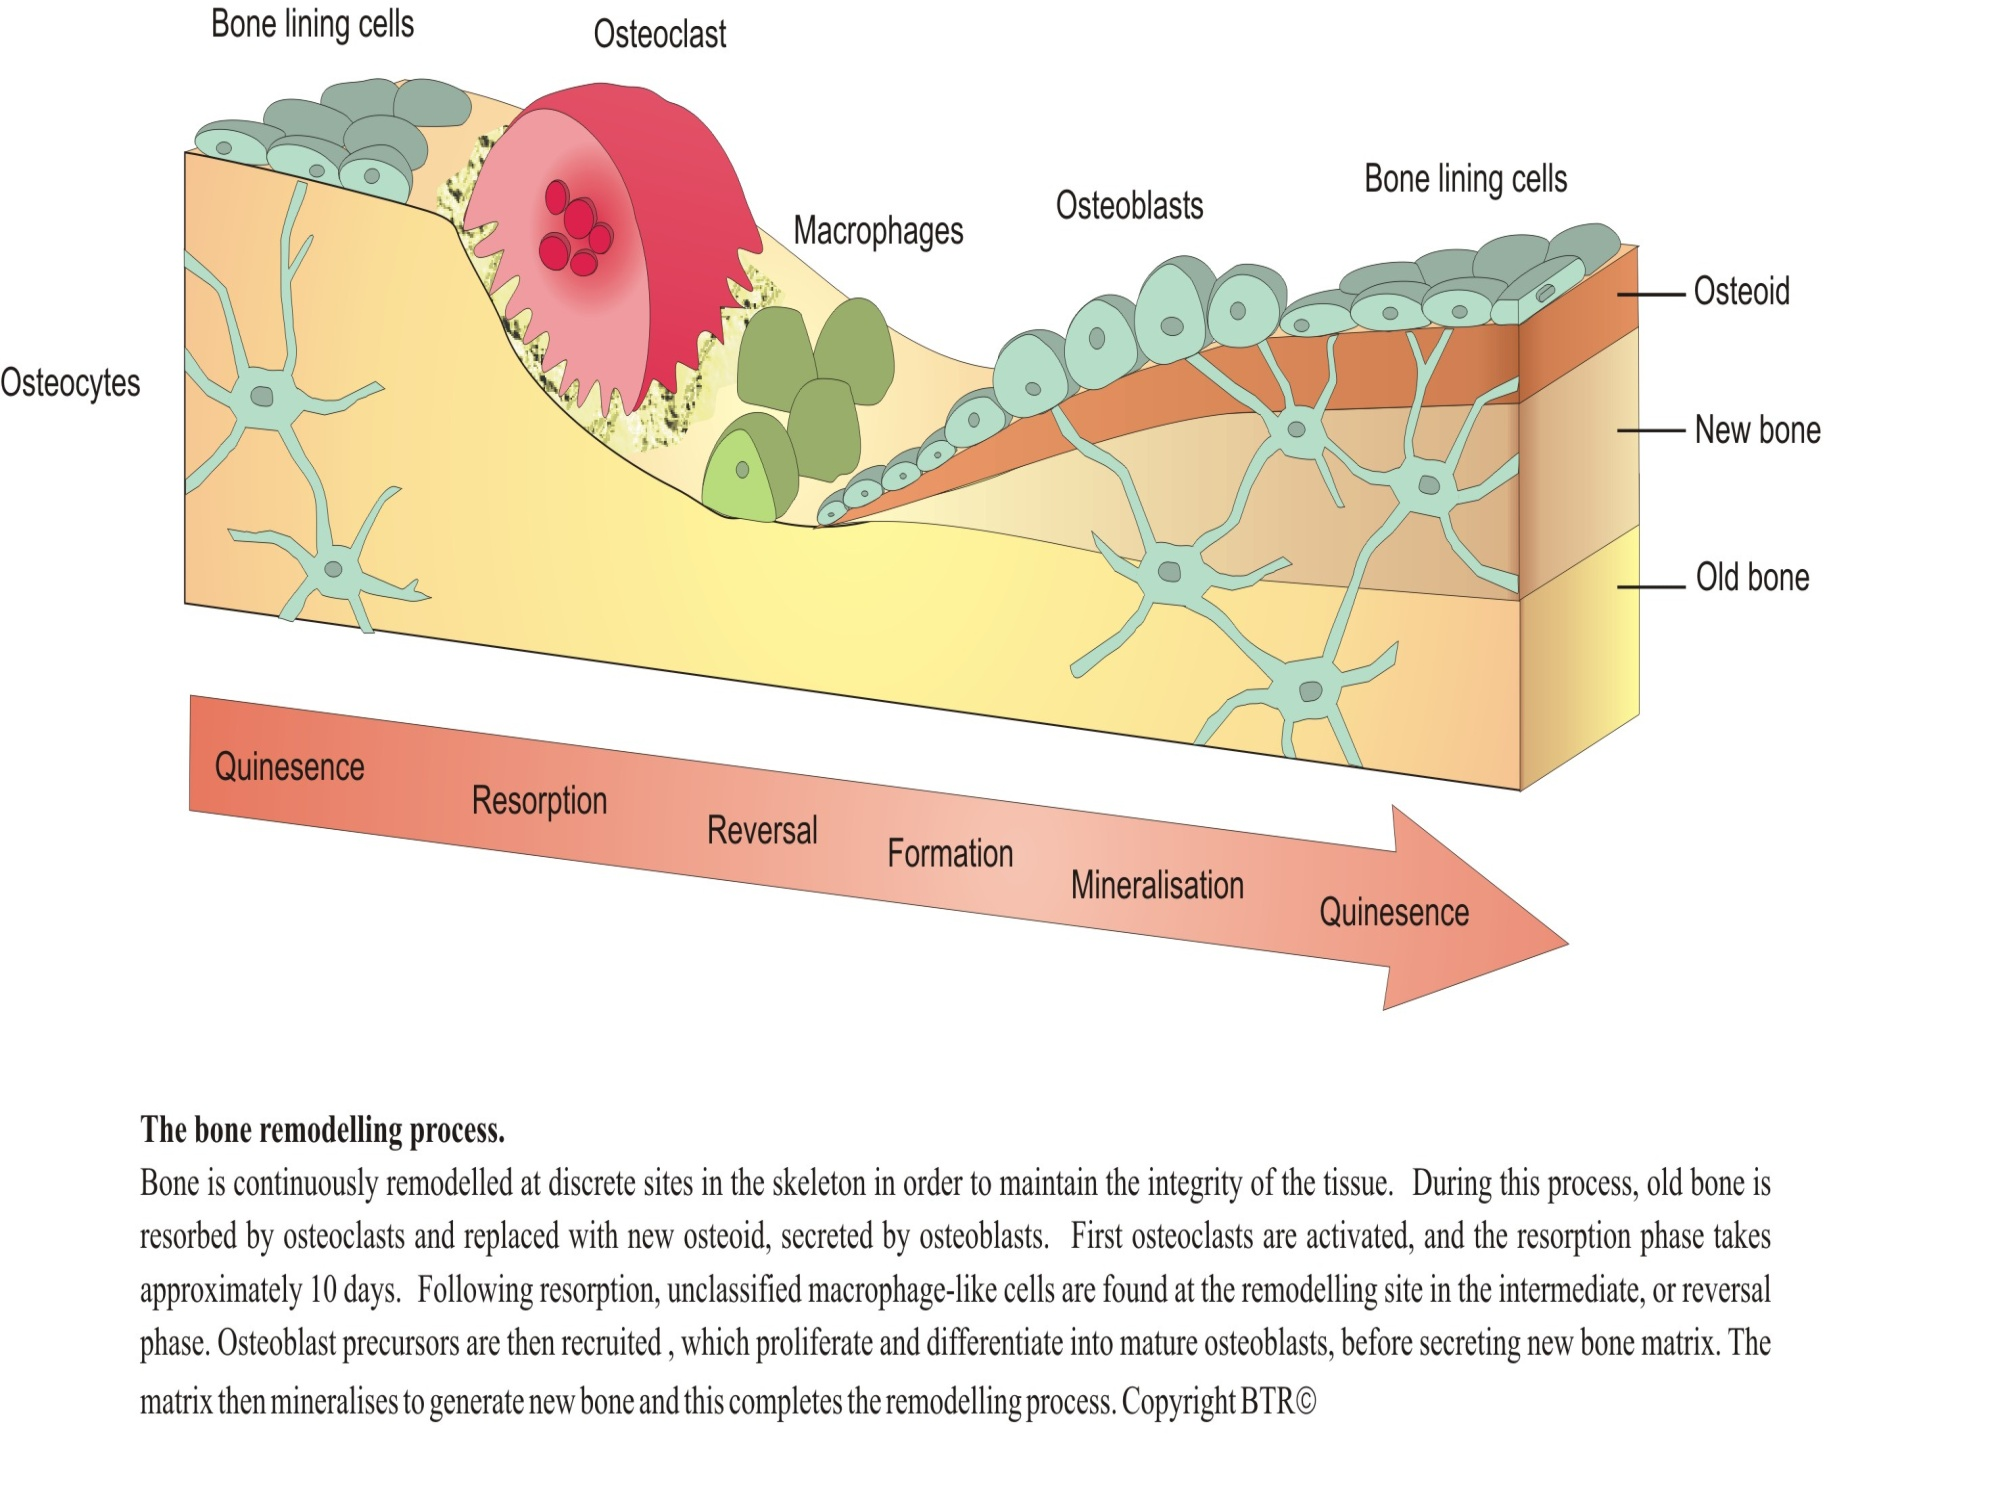 Bone lining cells
Osteoclast
Macrophages
Osteoblasts
Bone lining cells
Osteoid
Osteocytes
New bone
Old bone
Quinesence
Resorption
Reversal
Formation
Mineralisation
Quinesence
The bone remodelling process.
Bone is continuously remodelled at discrete sites in the skeleton in order to maintain the integrity of the tissue. During this process, old bone is
resorbed by osteoclasts and replaced with new osteoid, secreted by osteoblasts. First osteoclasts are activated, and the resorption phase takes
approximately 10 days. Following resorption, unclassified macrophage-like cells are found at the remodelling site in the intermediate, or reversal
phase. Osteoblast precursors are then recruited , which proliferate and differentiate into mature osteoblasts, before secreting new bone matrix. The
matrix then mineralises to generate new bone and this completes the remodelling process. Copyright BTR©